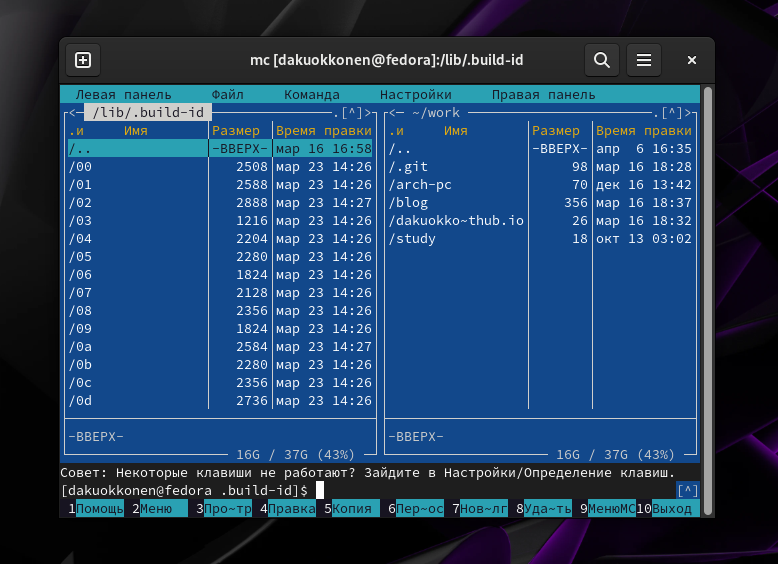 mc [dakuokkonen@fedora]:/lib/.build-id
Левая панель Файл Команда Настройки Правая панель
<─ /lib/.build-id .[^]> <─ ~/work .[^]>
.и Имя Размер Время правки .и Имя Размер Время правки
/.. -ВВЕРХ- мар 16 16:58 /.. -ВВЕРХ- апр 6 16:35
/00 2508 мар 23 14:26 /.git 98 мар 16 18:28
/01 2588 мар 23 14:26 /arch-pc 70 дек 16 13:42
/02 2888 мар 23 14:27 /blog 356 мар 16 18:37
/03 1216 мар 23 14:26 /dakuokko~thub.io 26 мар 16 18:32
/04 2204 мар 23 14:26 /study 18 окт 13 03:02
/05 2280 мар 23 14:26
/06 1824 мар 23 14:26
/07 2128 мар 23 14:26
/08 2356 мар 23 14:26
/09 1824 мар 23 14:26
/0a 2584 мар 23 14:27
/0b 2280 мар 23 14:26
/0c 2356 мар 23 14:26
/0d 2736 мар 23 14:26
-ВВЕРХ- -ВВЕРХ-
16G / 37G (43%) 16G / 37G (43%)
Совет: Некоторые клавиши не работают? Зайдите в Настройки/Определение клавиш.
[dakuokkonen@fedora .build-id]$ [^]
1Помощь 2Меню 3Про~тр 4Правка 5Копия 6Пер~ос 7Нов~лг 8Уда~ть 9МенюMC 10Выход